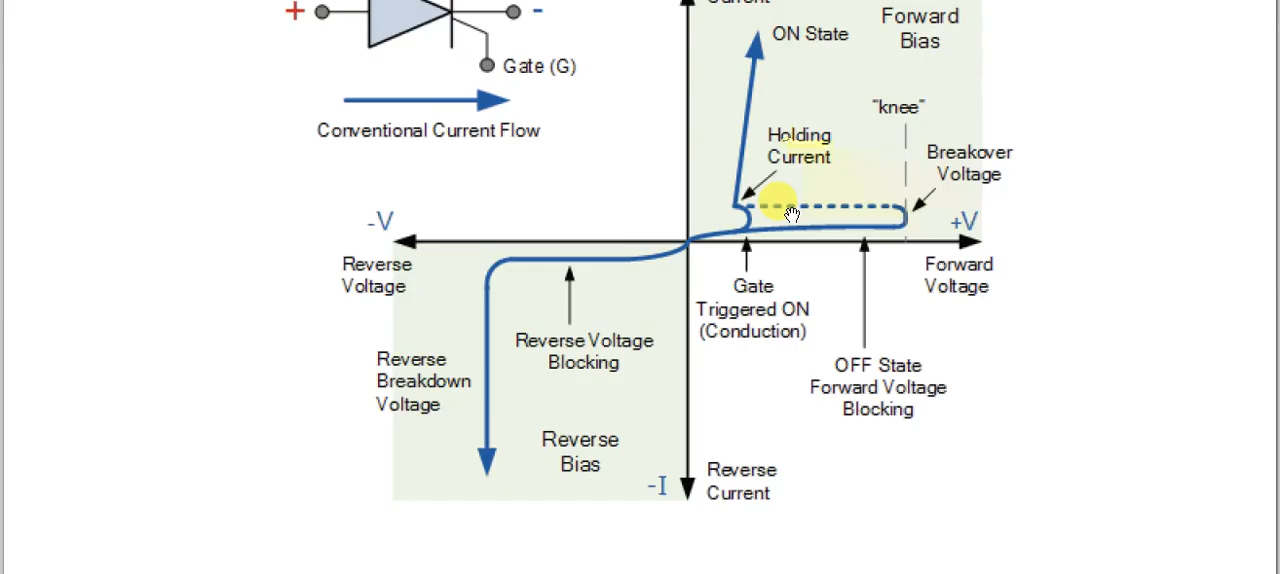 Current
+
-
Gate (G)
Conventional Current Flow
ON State
Forward
Bias
"knee"
Holding
Current
Breakover
Voltage
-V
+V
Reverse
Voltage
Forward
Voltage
Gate
Triggered ON
(Conduction)
Reverse Voltage
Blocking
OFF State
Forward Voltage
Blocking
Reverse
Breakdown
Voltage
Reverse
Bias
-I
Reverse
Current